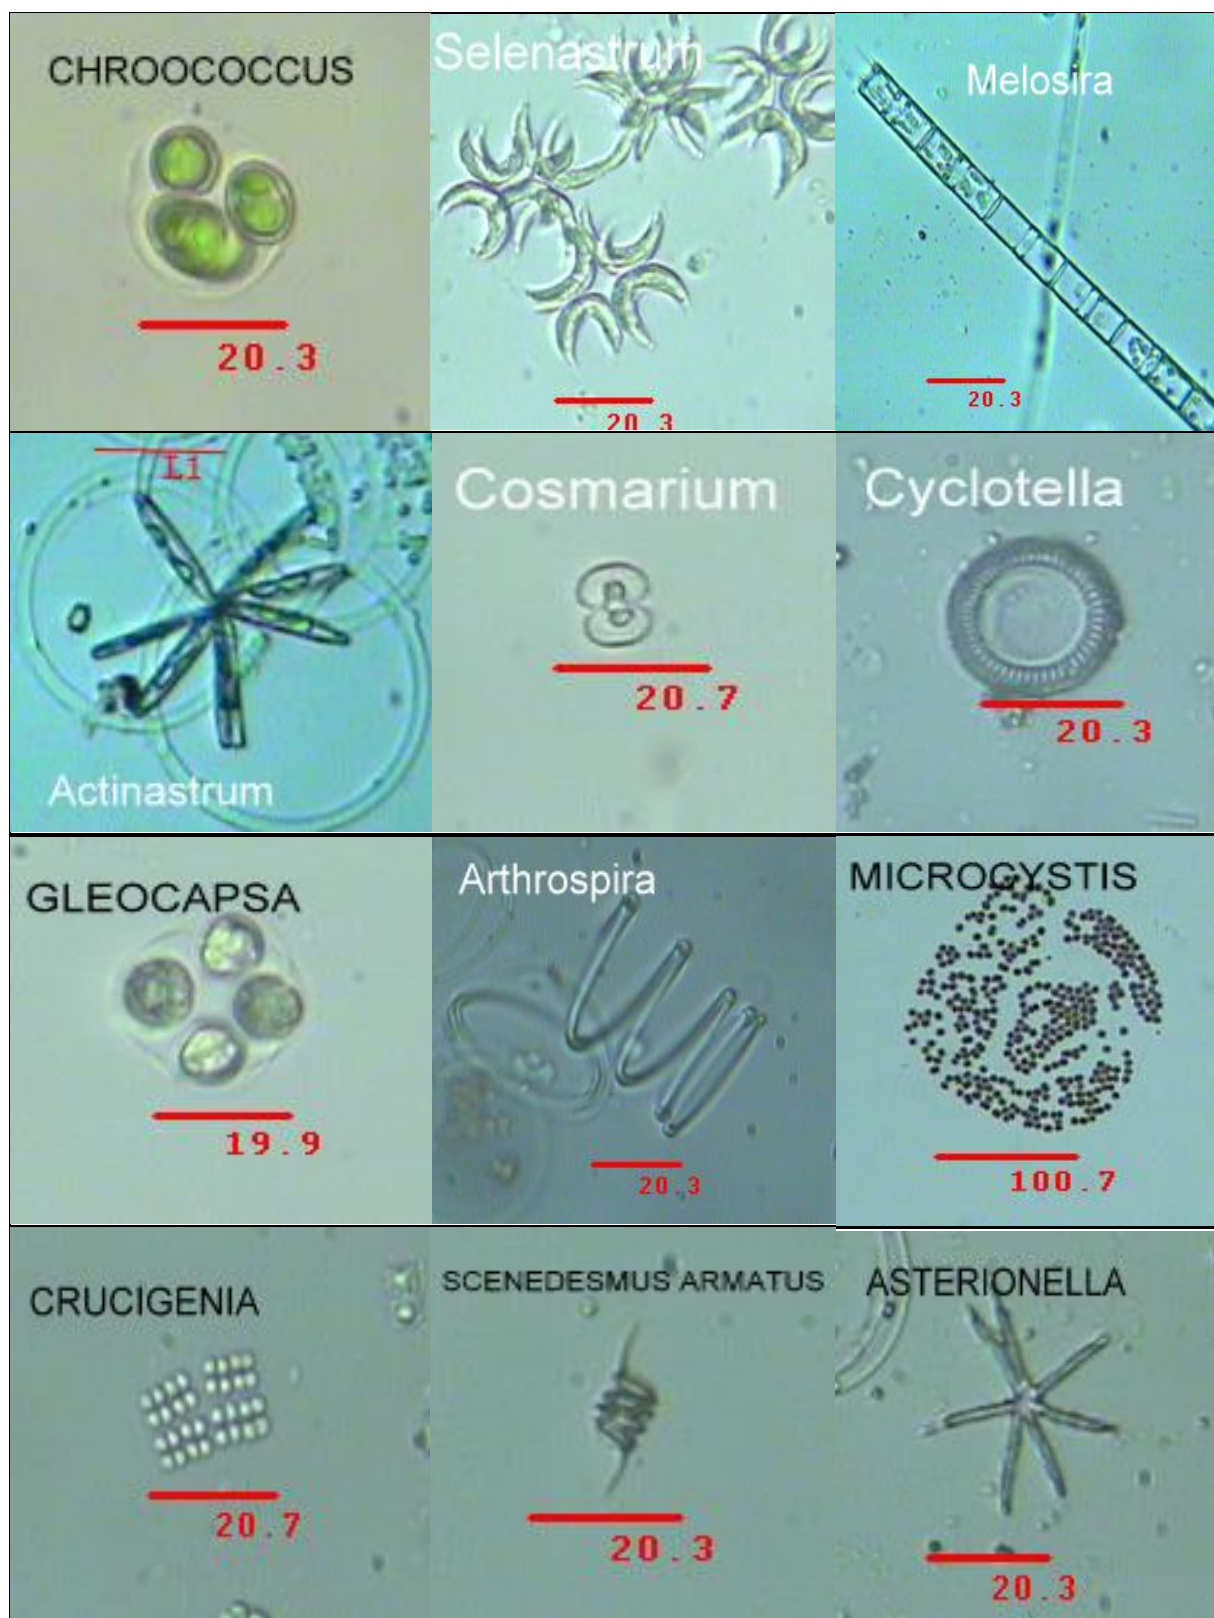 CHROOCOCCUS
20.3
Selenastrum
20.3
Melosira
20.3
Li
Actinastrum
Cosmarium
20.7
Cyclotella
20.3
GLEOCAPSA
19.9
Arthrospira
20.3
MICROCYSTIS
100.7
CRUCIGENIA
20.7
SCENEDESMUS ARMATUS
20.3
ASTERIONELLA
20.3